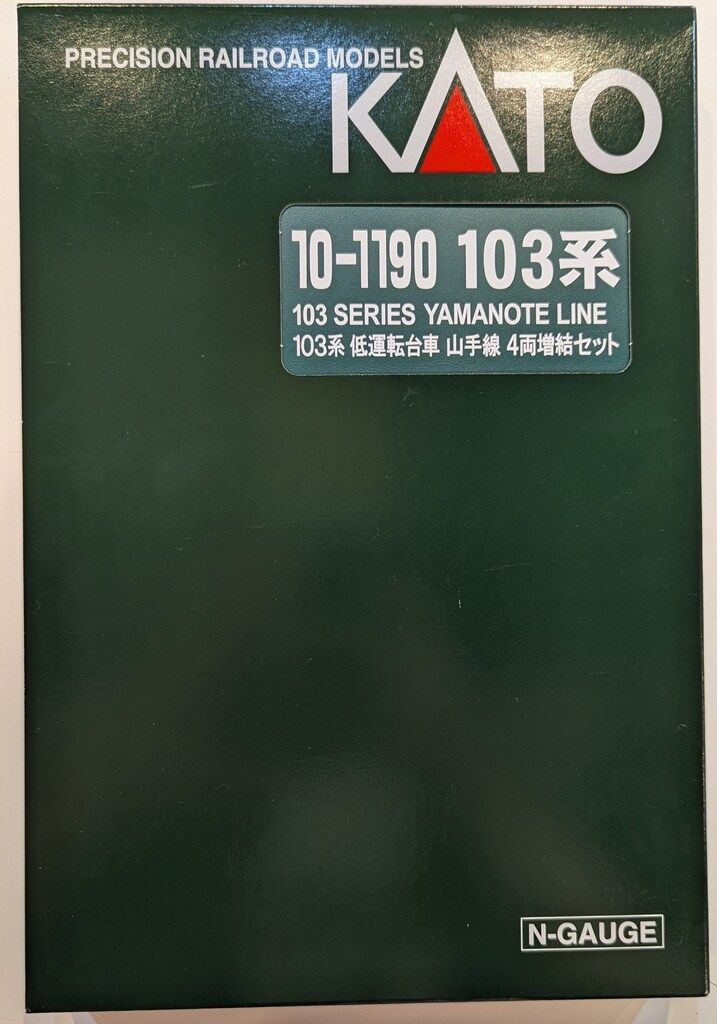 PRECISION RAILROAD MODELS
KATO
10-1190 103系
103 SERIES YAMANOTE LINE
103系 低運転台車 山手線 4両増結セット
N-GAUGE